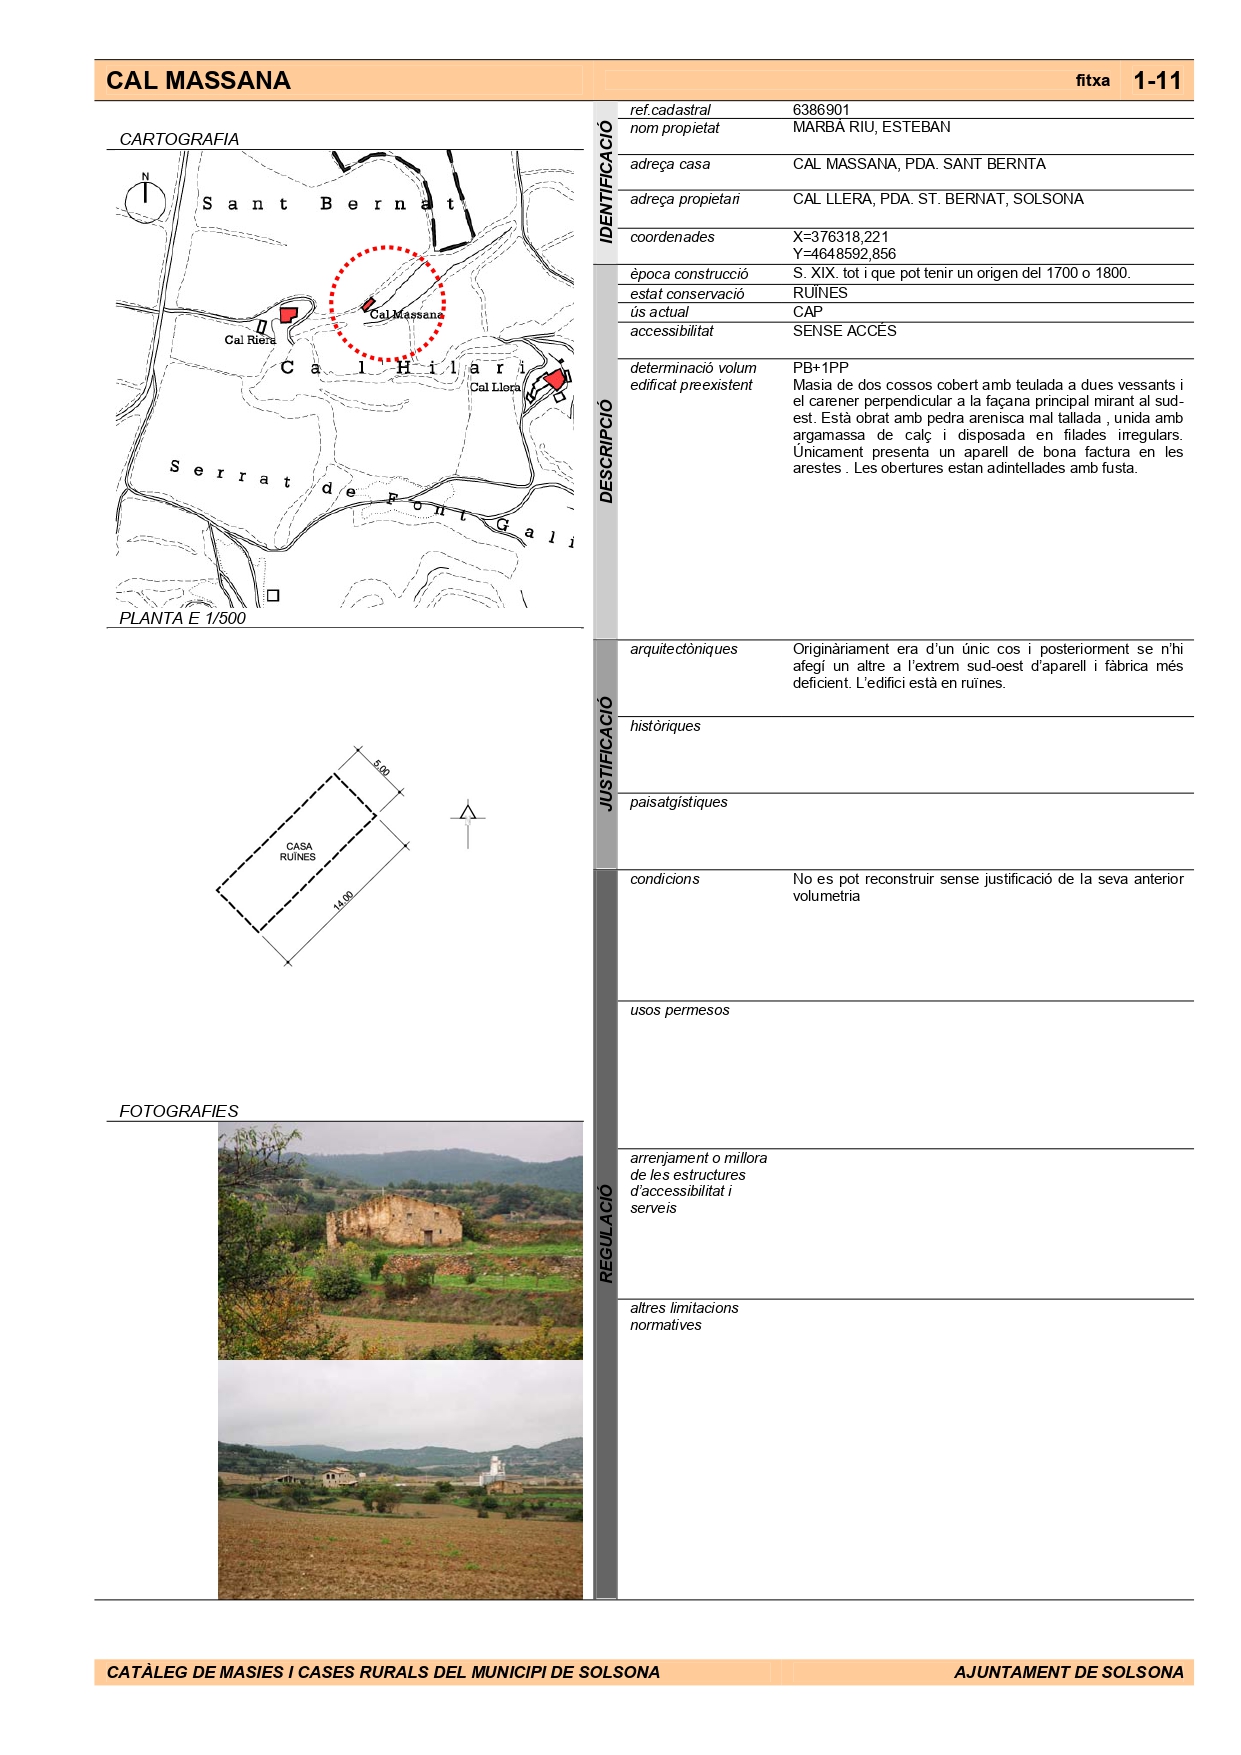 CAL MASSANA
fitxa 1-11
CARTOGRAFIA
N
Sant Bernat
Cal Massana
Cal Riera
Cal Hilari
Cal Llera
Serrat de Font Gali
PLANTA E 1/500
5.00
CASA
RUÏNES
14.00
FOTOGRAFIES
IDENTIFICACIÓ
ref.cadastral 6386901
nom propietat MARBÀ RIU, ESTEBAN
adreça casa CAL MASSANA, PDA. SANT BERNTA
adreça propietari CAL LLERA, PDA. ST. BERNAT, SOLSONA
coordenades X=376318,221
Y=4648592,856
DESCRIPCIÓ
època construcció S. XIX. tot i que pot tenir un origen del 1700 o 1800.
estat conservació RUÏNES
ús actual CAP
accessibilitat SENSE ACCÉS
determinació volum PB+1PP
edificat preexistent Masia de dos cossos cobert amb teulada a dues vessants i
el carener perpendicular a la façana principal mirant al sud-
est. Està obrat amb pedra arenisca mal tallada , unida amb
argamassa de calç i disposada en filades irregulars.
Únicament presenta un aparell de bona factura en les
arestes . Les obertures estan adintellades amb fusta.
JUSTIFICACIÓ
arquitectòniques Originàriament era d’un únic cos i posteriorment se n’hi
afegí un altre a l’extrem sud-oest d’aparell i fàbrica més
deficient. L’edifici està en ruïnes.
històriques
paisatgístiques
REGULACIÓ
condicions No es pot reconstruir sense justificació de la seva anterior
volumetria
usos permesos
arrenjament o millora
de les estructures
d’accessibilitat i
serveis
altres limitacions
normatives
CATÀLEG DE MASIES I CASES RURALS DEL MUNICIPI DE SOLSONA
AJUNTAMENT DE SOLSONA